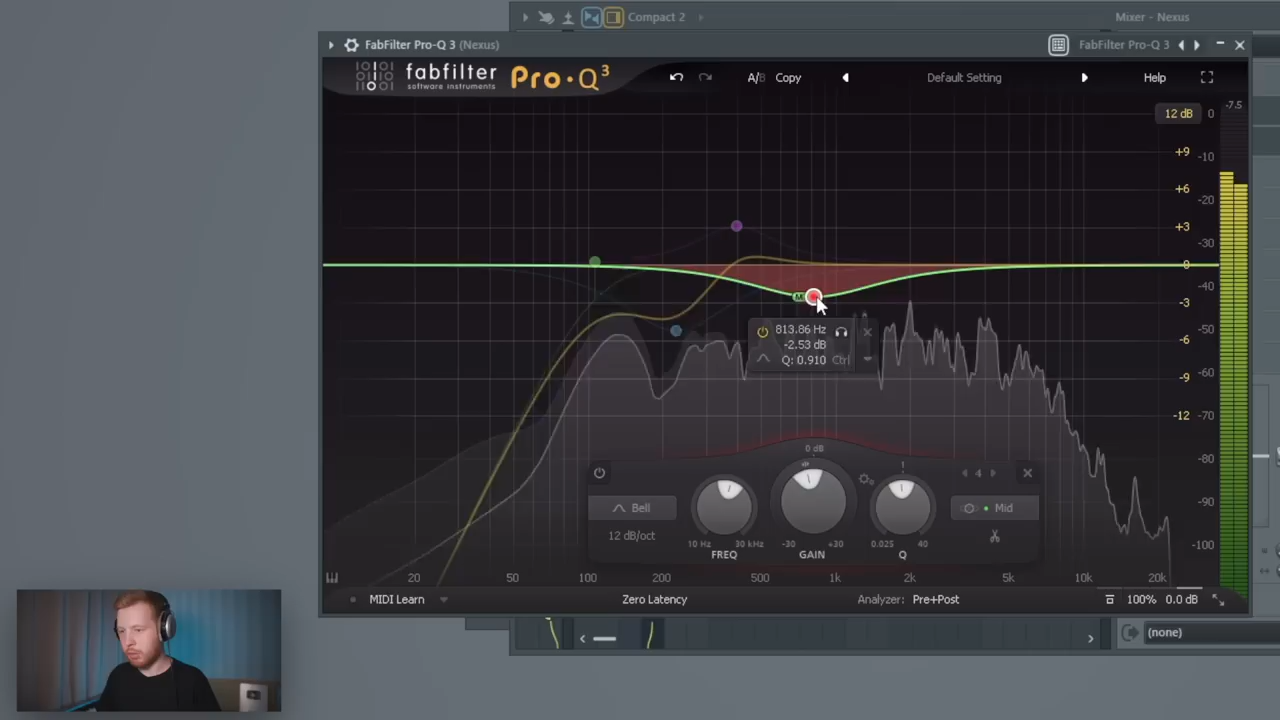 Compact 2
Mixer - Nexus
FabFilter Pro-Q 3 (Nexus)
FabFilter Pro-Q 3
fabfilter
software instruments
Pro·Q³
A/B
Copy
Default Setting
Help
12 dB
0
-7.5
+9
-10
+6
-20
+3
-30
0
-40
-3
-50
-6
-60
-9
-12
-70
-80
-90
-100
813.86 Hz
-2.53 dB
Q: 0.910
Ctrl
0 dB
4
Bell
12 dB/oct
10 Hz
30 kHz
FREQ
-30
+30
GAIN
0.025
40
Q
Mid
20
50
100
200
500
1k
2k
5k
10k
20k
MIDI Learn
Zero Latency
Analyzer:
Pre+Post
100%
0.0 dB
(none)